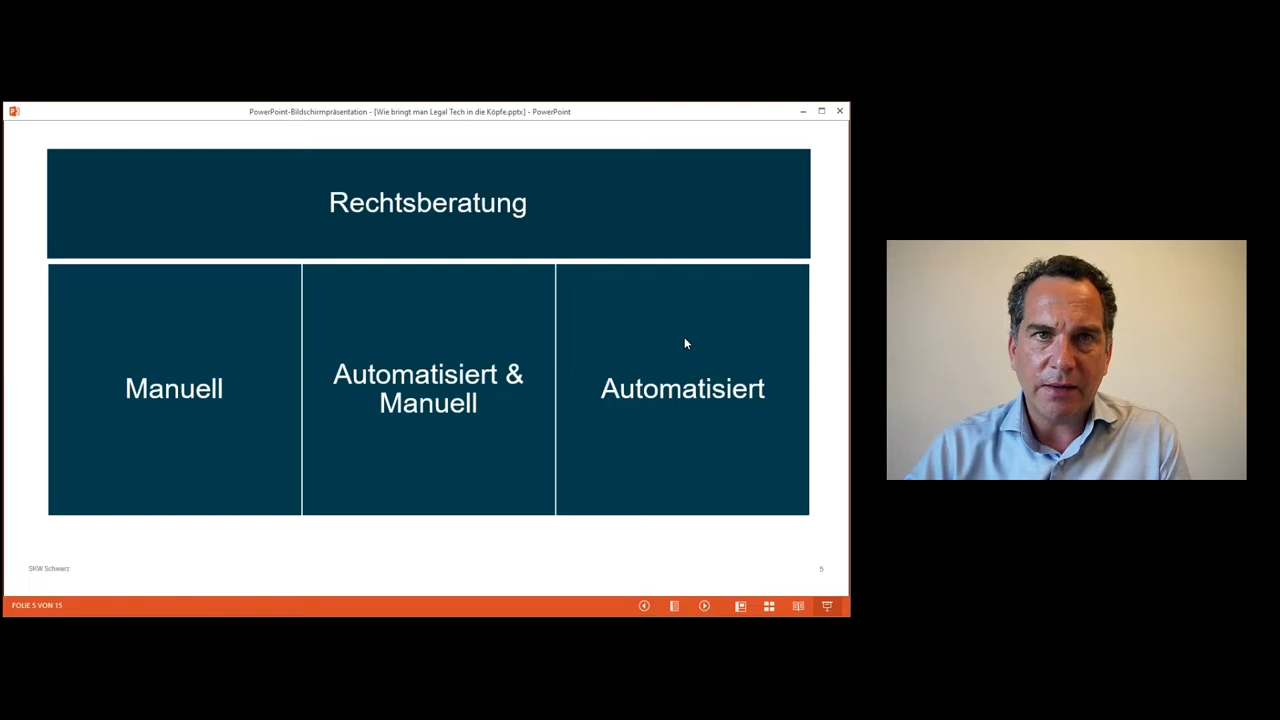 PowerPoint-Bildschirmpräsentation - [Wie bringt man Legal Tech in die Köpfe.pptx] - PowerPoint
Rechtsberatung
Manuell
Automatisiert &
Manuell
Automatisiert
SKW Schwarz
5
FOLIE 5 VON 15